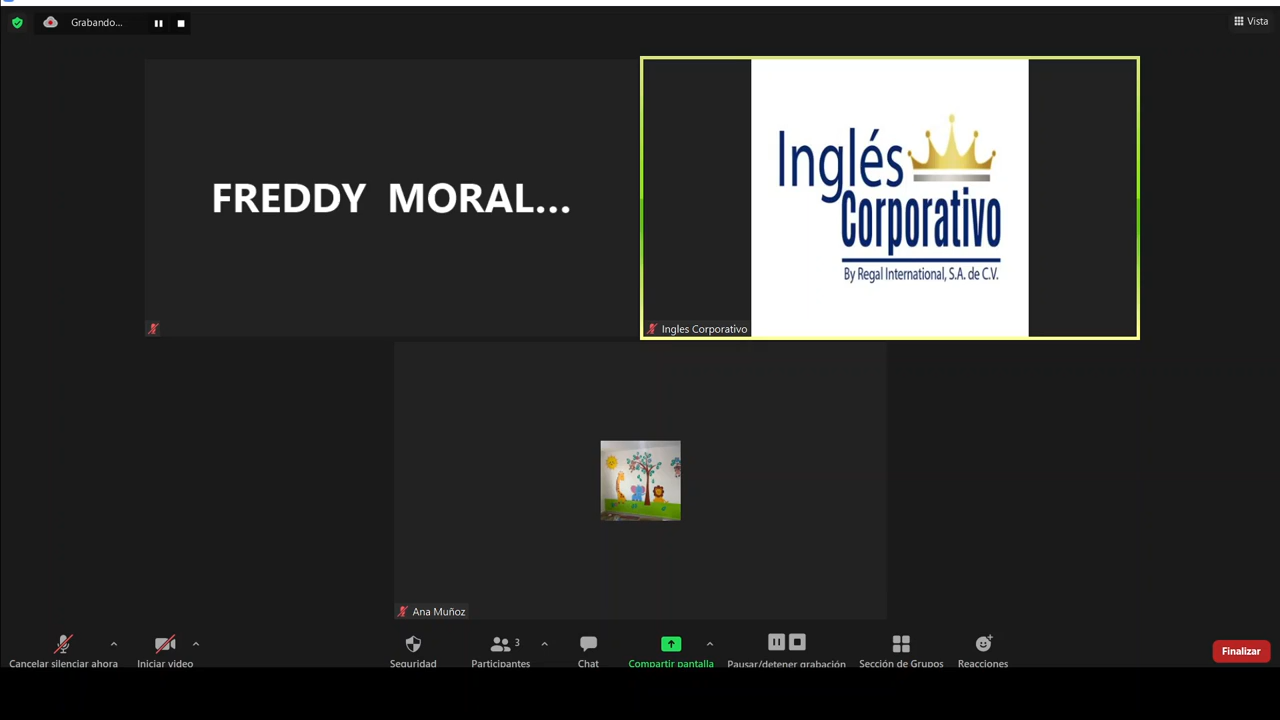 Grabando...
Vista
FREDDY MORAL...
Inglés
Corporativo
By Regal International, S.A. de C.V.
Ingles Corporativo
Ana Muñoz
3
Cancelar silenciar ahora
Iniciar video
Seguridad
Participantes
Chat
Compartir pantalla
Pausar/detener grabación
Sección de Grupos
Reacciones
Finalizar